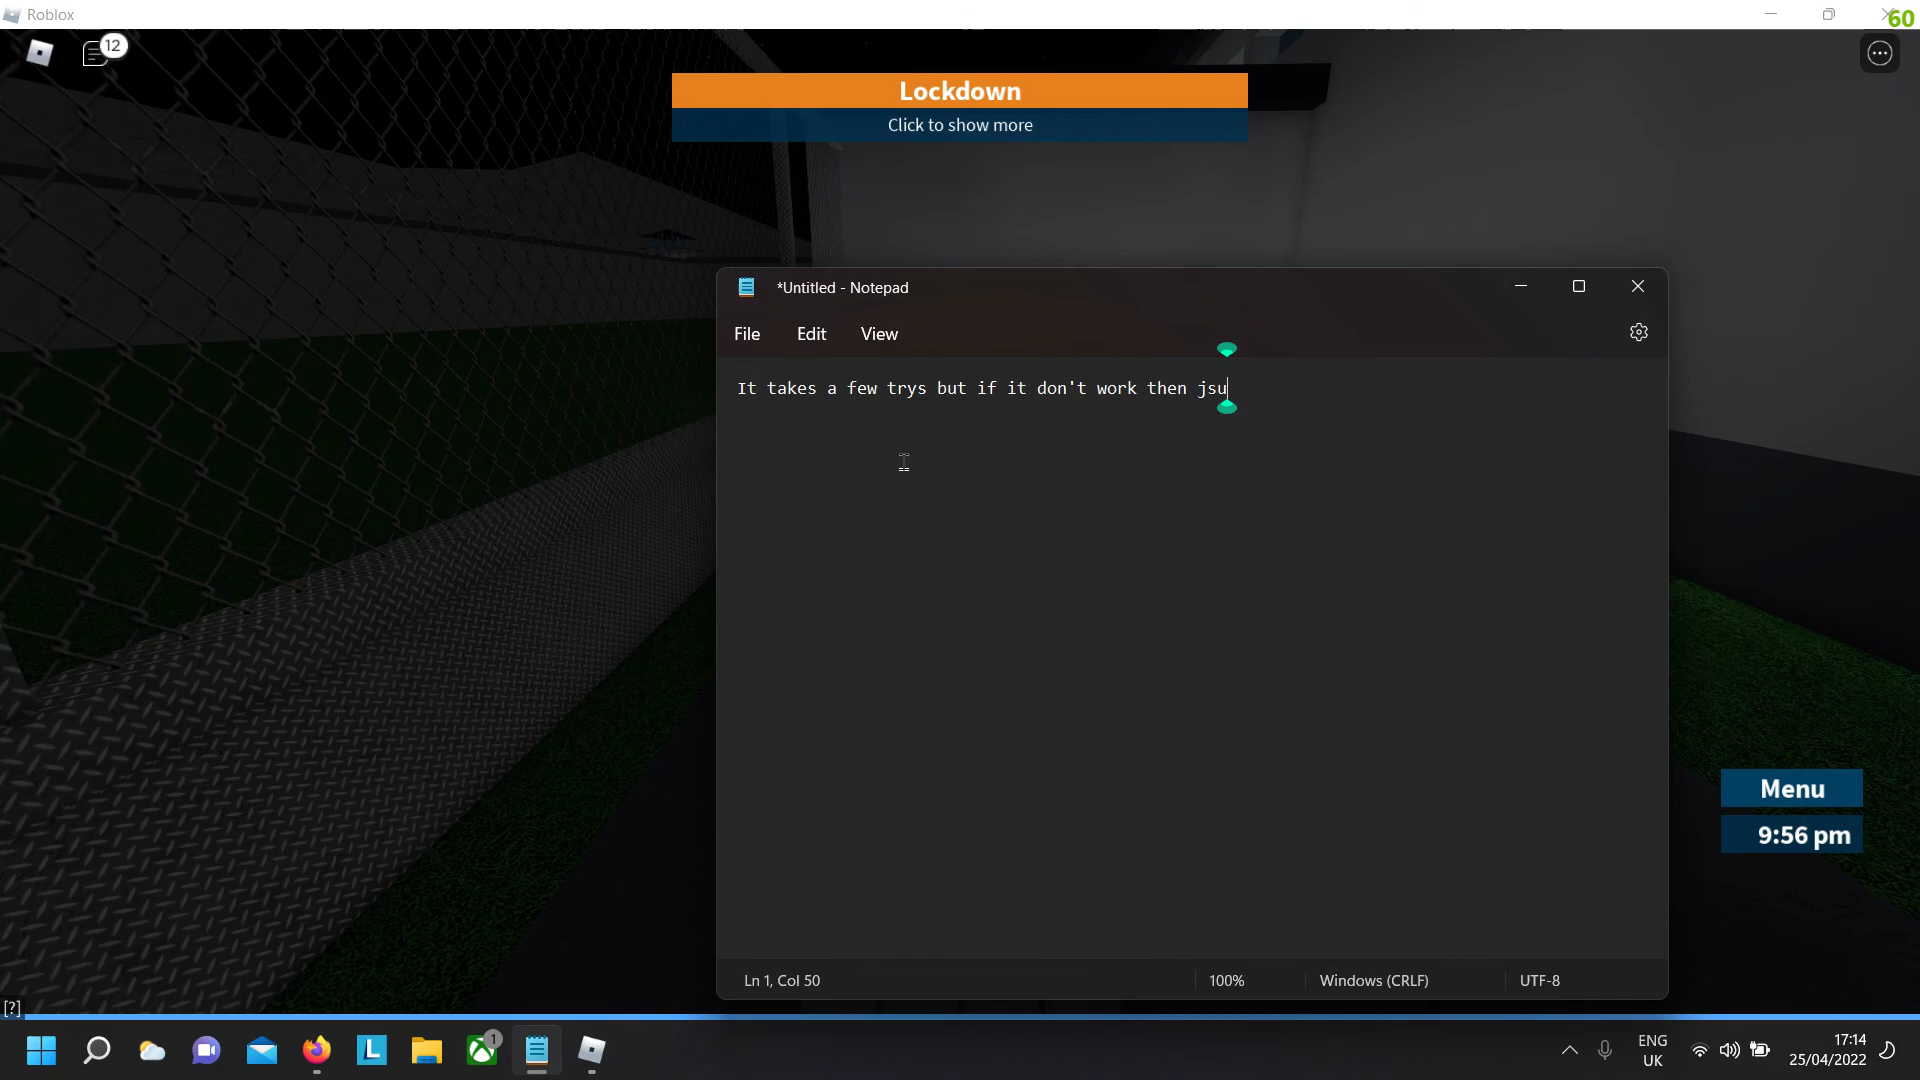 Roblox
60
12
Lockdown
Click to show more
*Untitled - Notepad
File Edit View
It takes a few trys but if it don't work then jsu
Menu
9:56 pm
Ln 1, Col 50 100% Windows (CRLF) UTF-8
[?]
L
1
ENG
UK
17:14
25/04/2022